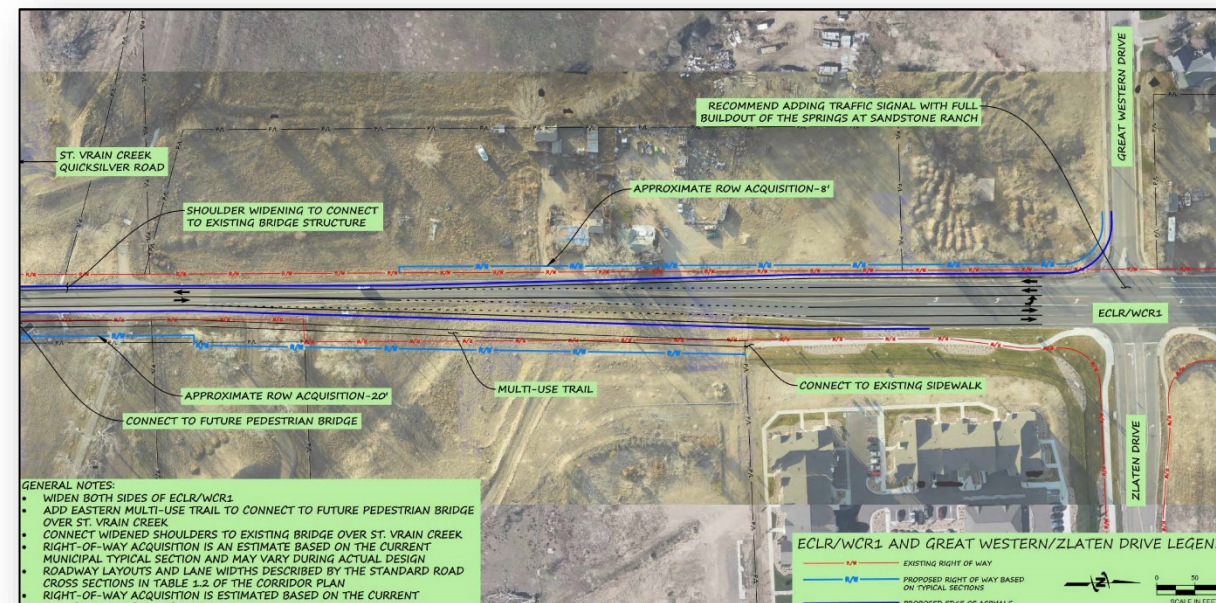 GREAT WESTERN DRIVE
RECOMMEND ADDING TRAFFIC SIGNAL WITH FULL
BUILDOUT OF THE SPRINGS AT SANDSTONE RANCH
ST. VRAIN CREEK
QUICKSILVER ROAD
APPROXIMATE ROW ACQUISITION-8'
SHOULDER WIDENING TO CONNECT
TO EXISTING BRIDGE STRUCTURE
ECLR/WCR1
MULTI-USE TRAIL
CONNECT TO EXISTING SIDEWALK
APPROXIMATE ROW ACQUISITION-20'
CONNECT TO FUTURE PEDESTRIAN BRIDGE
ZLATEN DRIVE
GENERAL NOTES:
• WIDEN BOTH SIDES OF ECLR/WCR1
• ADD EASTERN MULTI-USE TRAIL TO CONNECT TO FUTURE PEDESTRIAN BRIDGE
OVER ST. VRAIN CREEK
• CONNECT WIDENED SHOULDERS TO EXISTING BRIDGE OVER ST. VRAIN CREEK
• RIGHT-OF-WAY ACQUISITION IS AN ESTIMATE BASED ON THE CURRENT
MUNICIPAL TYPICAL SECTION AND MAY VARY DURING ACTUAL DESIGN
• ROADWAY LAYOUTS AND LANE WIDTHS DESCRIBED BY THE STANDARD ROAD
CROSS SECTIONS IN TABLE 1.2 OF THE CORRIDOR PLAN
• RIGHT-OF-WAY ACQUISITION IS ESTIMATED BASED ON THE CURRENT
ECLR/WCR1 AND GREAT WESTERN/ZLATEN DRIVE LEGEN
R/W EXISTING RIGHT OF WAY
R/W PROPOSED RIGHT OF WAY BASED
ON TYPICAL SECTIONS
PROPOSED EDGE OF ASPHALT
N
0 50
SCALE IN FEET